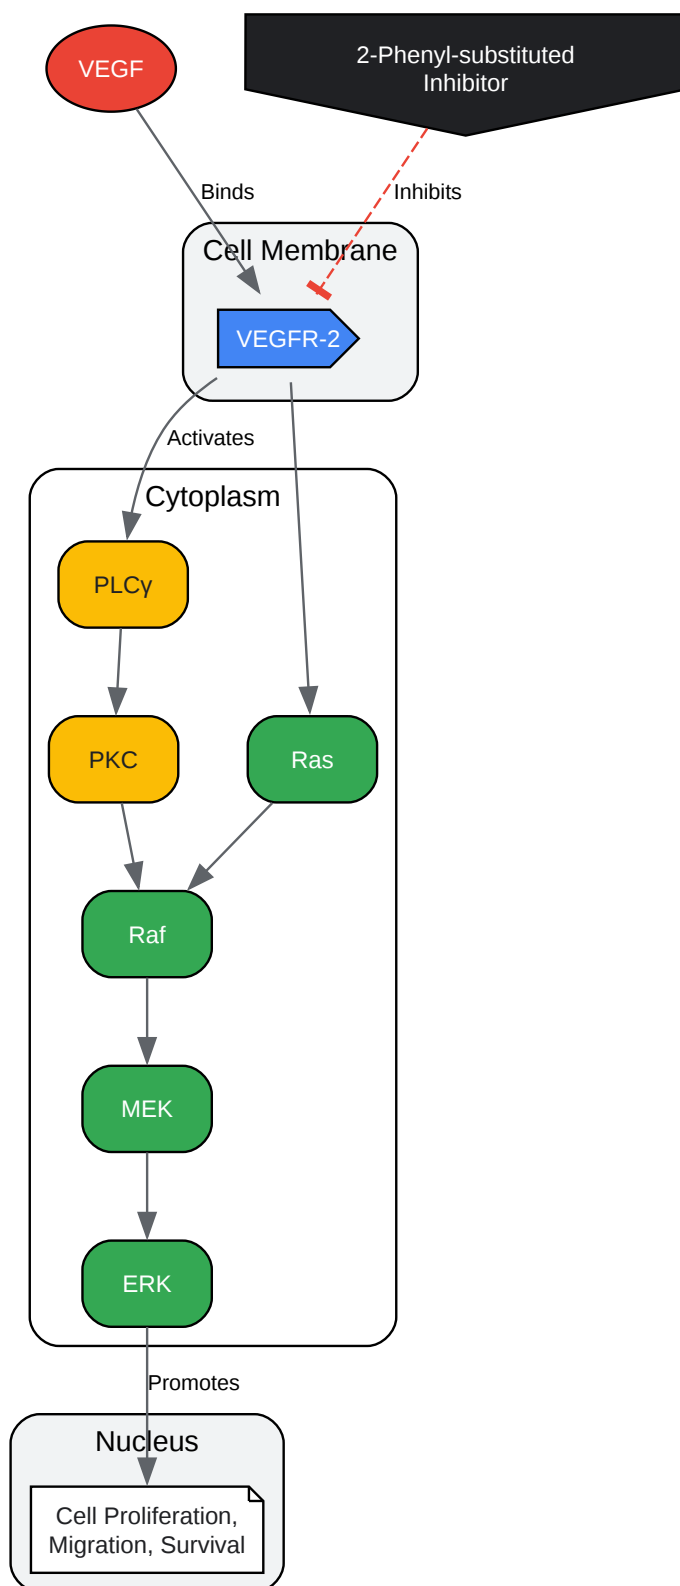 VEGF
2-Phenyl-substituted
Inhibitor
Binds
Inhibits
Cell Membrane
VEGFR-2
Activates
Cytoplasm
PLCγ
PKC
Ras
Raf
MEK
ERK
Promotes
Nucleus
Cell Proliferation,
Migration, Survival